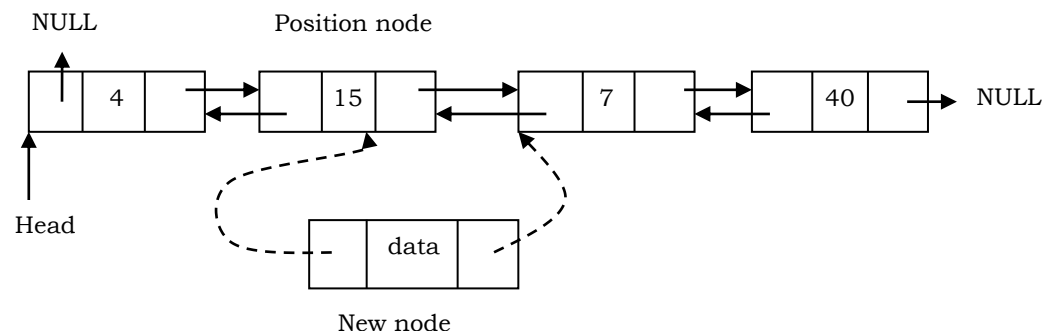 NULL
Position node
4
15
7
40
NULL
Head
data
New node